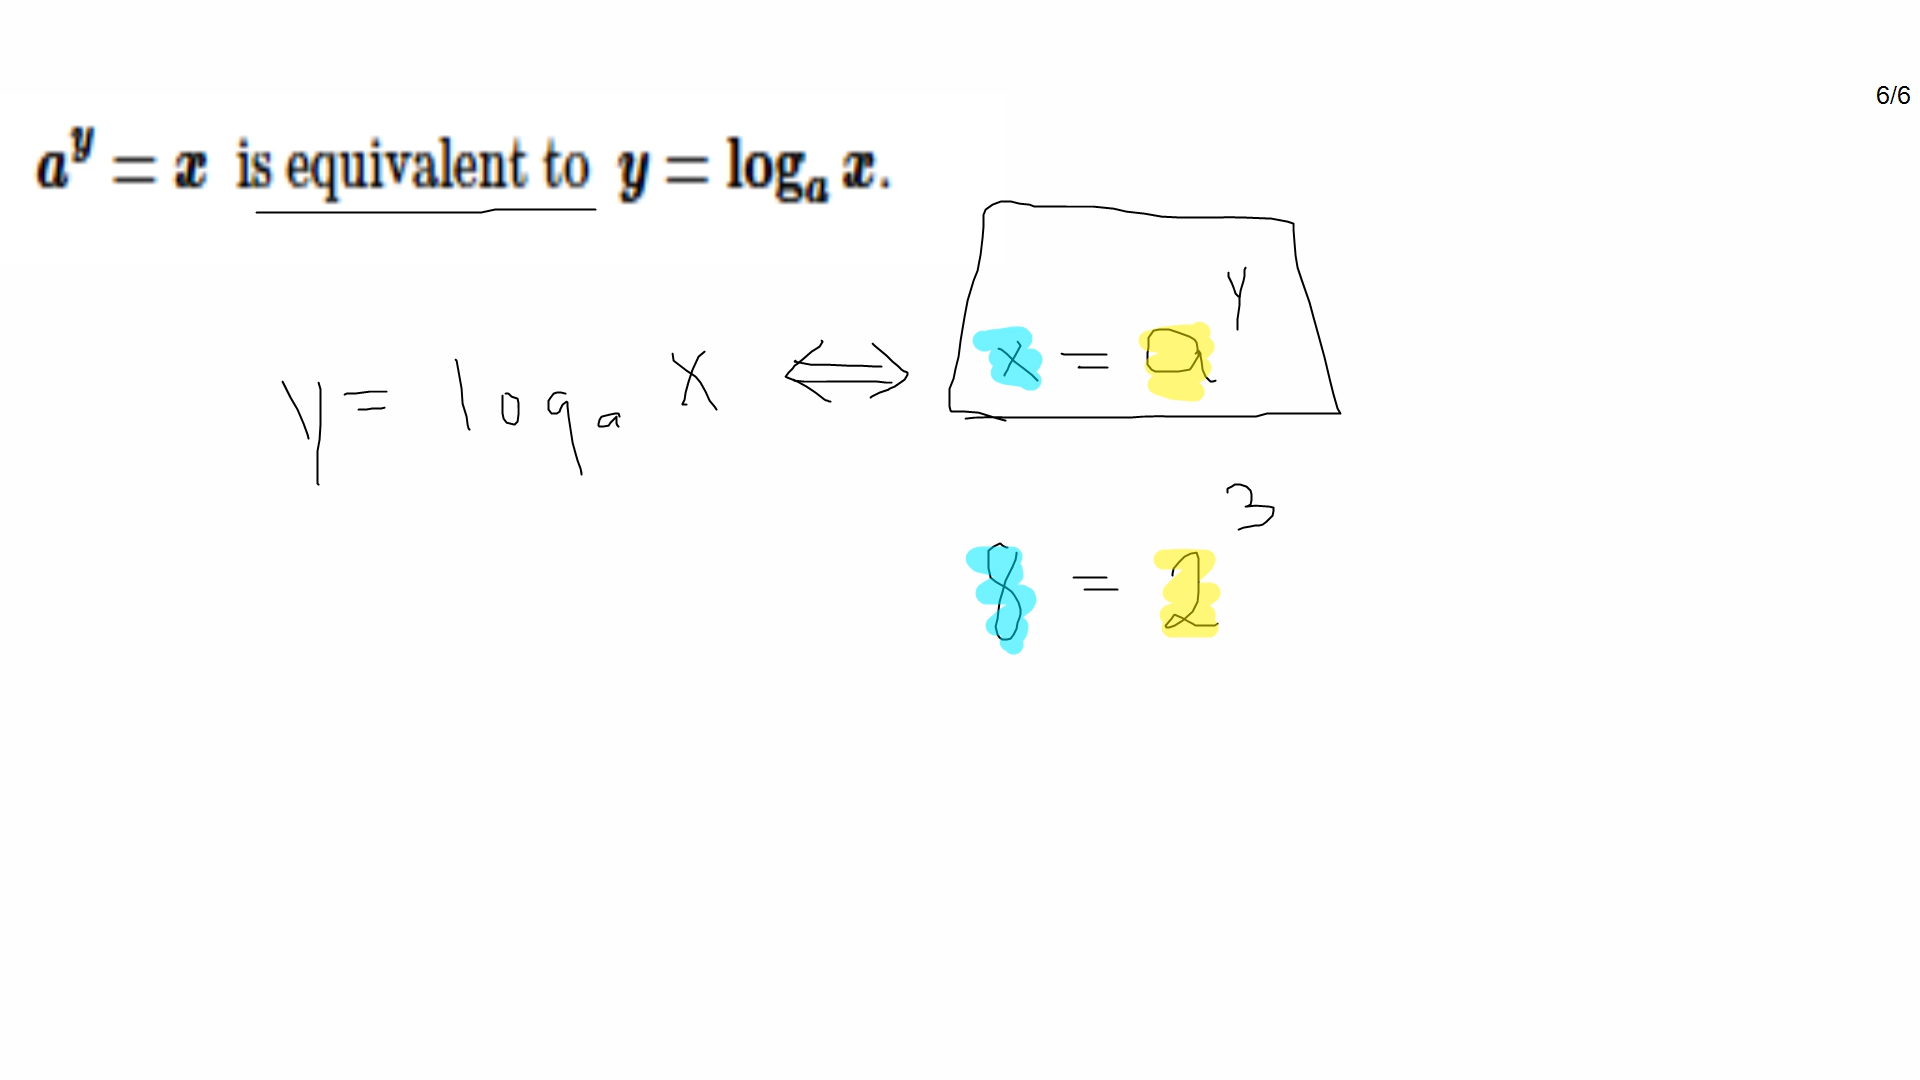 6/6
a^y = x is equivalent to y = log_a x.
y = log_a x ⟺ x = a^y
8 = 2^3